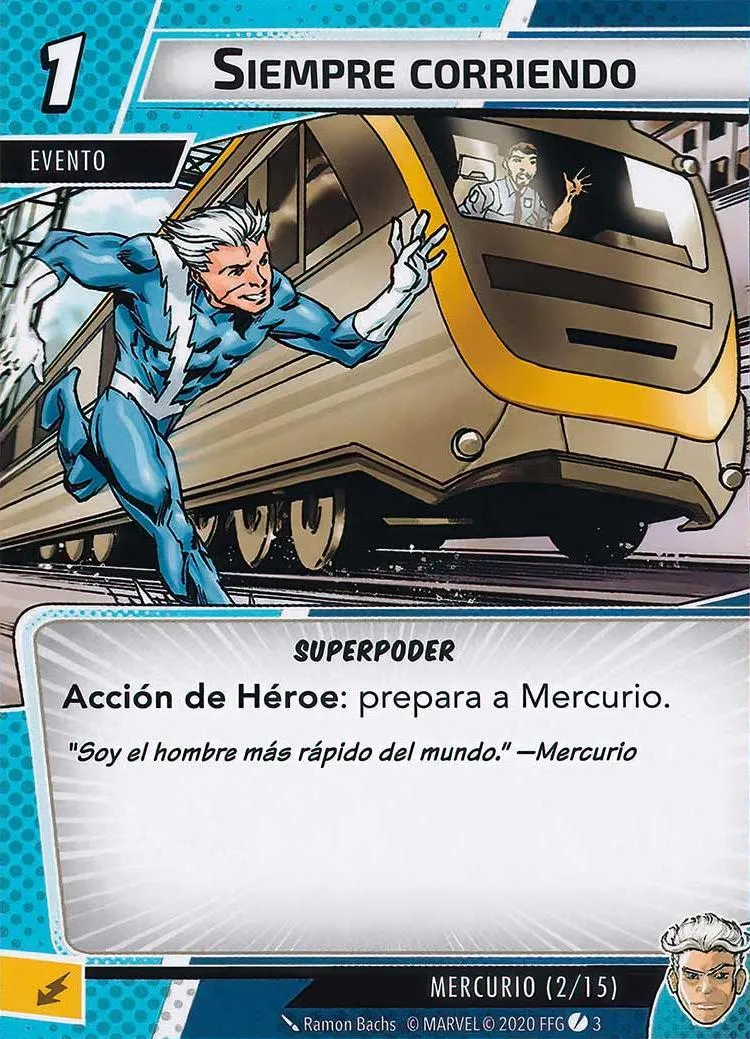 1
SIEMPRE CORRIENDO
EVENTO
SUPERPODER
Acción de Héroe: prepara a Mercurio.
"Soy el hombre más rápido del mundo." —Mercurio
MERCURIO (2/15)
Ramon Bachs © MARVEL © 2020 FFG 3